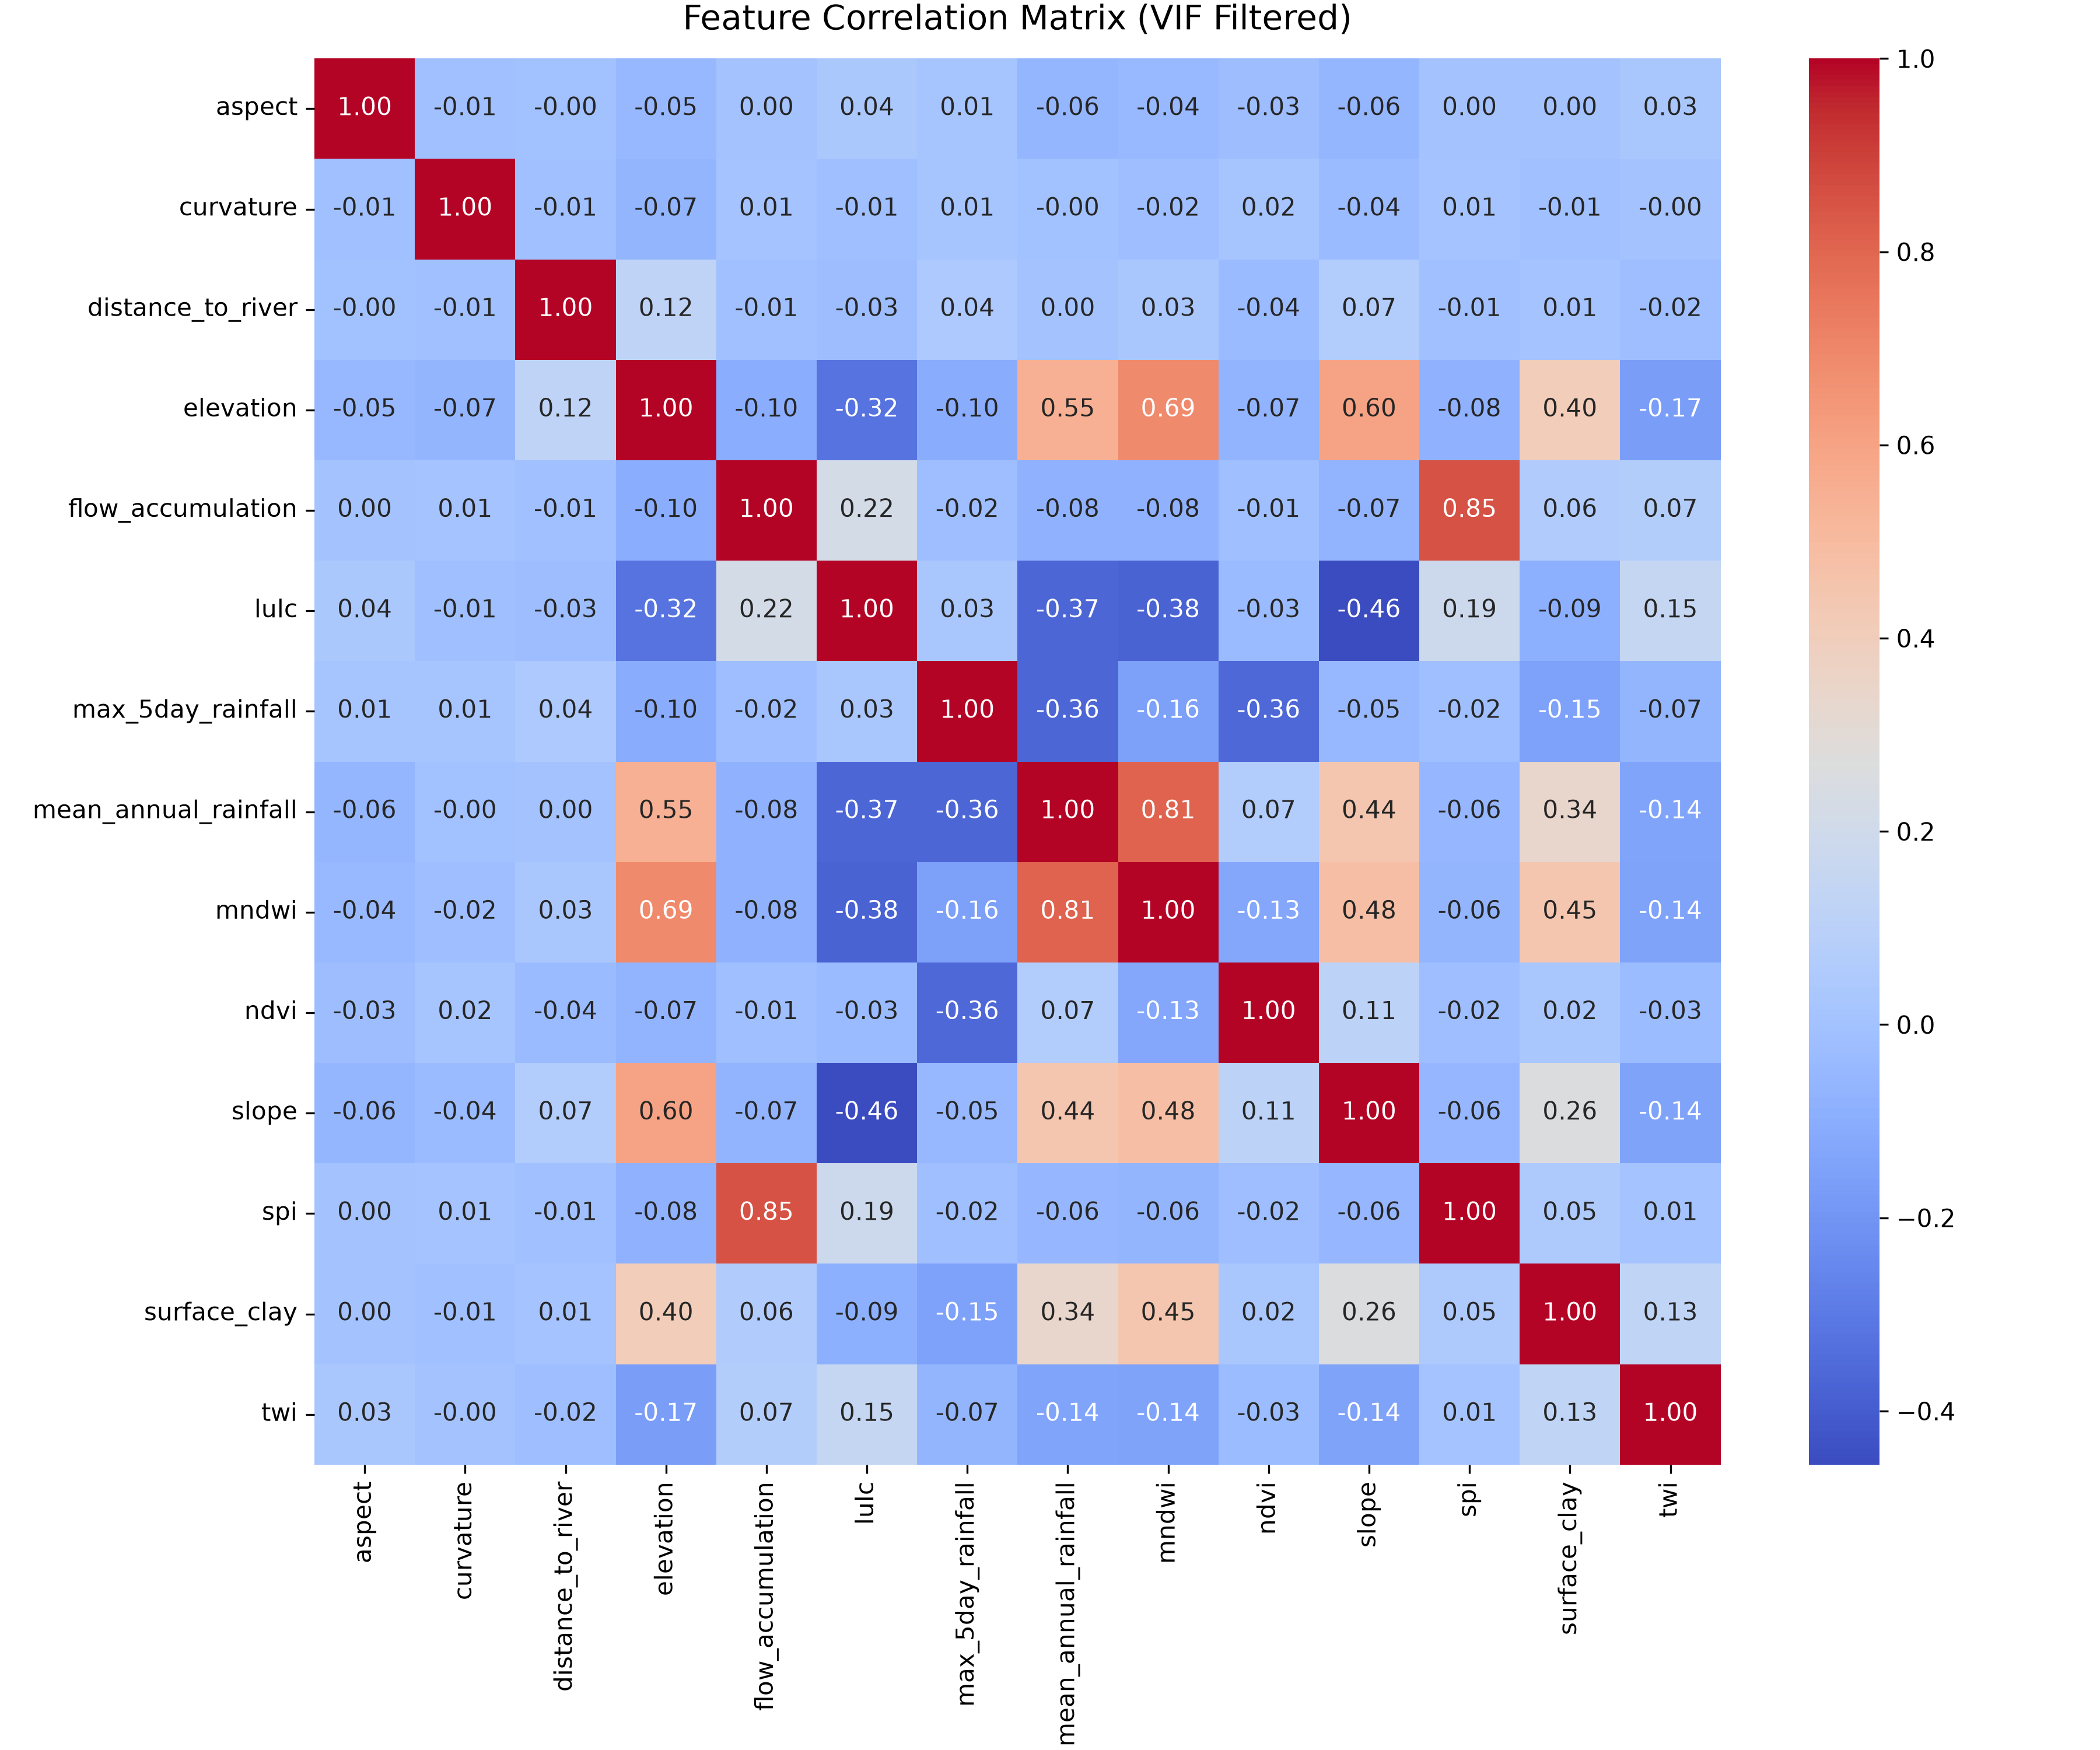 Feature Correlation Matrix (VIF Filtered)
aspect 1.00 -0.01 -0.00 -0.05 0.00 0.04 0.01 -0.06 -0.04 -0.03 -0.06 0.00 0.00 0.03
curvature -0.01 1.00 -0.01 -0.07 0.01 -0.01 0.01 -0.00 -0.02 0.02 -0.04 0.01 -0.01 -0.00
distance_to_river -0.00 -0.01 1.00 0.12 -0.01 -0.03 0.04 0.00 0.03 -0.04 0.07 -0.01 0.01 -0.02
elevation -0.05 -0.07 0.12 1.00 -0.10 -0.32 -0.10 0.55 0.69 -0.07 0.60 -0.08 0.40 -0.17
flow_accumulation 0.00 0.01 -0.01 -0.10 1.00 0.22 -0.02 -0.08 -0.08 -0.01 -0.07 0.85 0.06 0.07
lulc 0.04 -0.01 -0.03 -0.32 0.22 1.00 0.03 -0.37 -0.38 -0.03 -0.46 0.19 -0.09 0.15
max_5day_rainfall 0.01 0.01 0.04 -0.10 -0.02 0.03 1.00 -0.36 -0.16 -0.36 -0.05 -0.02 -0.15 -0.07
mean_annual_rainfall -0.06 -0.00 0.00 0.55 -0.08 -0.37 -0.36 1.00 0.81 0.07 0.44 -0.06 0.34 -0.14
mndwi -0.04 -0.02 0.03 0.69 -0.08 -0.38 -0.16 0.81 1.00 -0.13 0.48 -0.06 0.45 -0.14
ndvi -0.03 0.02 -0.04 -0.07 -0.01 -0.03 -0.36 0.07 -0.13 1.00 0.11 -0.02 0.02 -0.03
slope -0.06 -0.04 0.07 0.60 -0.07 -0.46 -0.05 0.44 0.48 0.11 1.00 -0.06 0.26 -0.14
spi 0.00 0.01 -0.01 -0.08 0.85 0.19 -0.02 -0.06 -0.06 -0.02 -0.06 1.00 0.05 0.01
surface_clay 0.00 -0.01 0.01 0.40 0.06 -0.09 -0.15 0.34 0.45 0.02 0.26 0.05 1.00 0.13
twi 0.03 -0.00 -0.02 -0.17 0.07 0.15 -0.07 -0.14 -0.14 -0.03 -0.14 0.01 0.13 1.00
aspect
curvature
distance_to_river
elevation
flow_accumulation
lulc
max_5day_rainfall
mean_annual_rainfall
mndwi
ndvi
slope
spi
surface_clay
twi
1.0
0.8
0.6
0.4
0.2
0.0
−0.2
−0.4